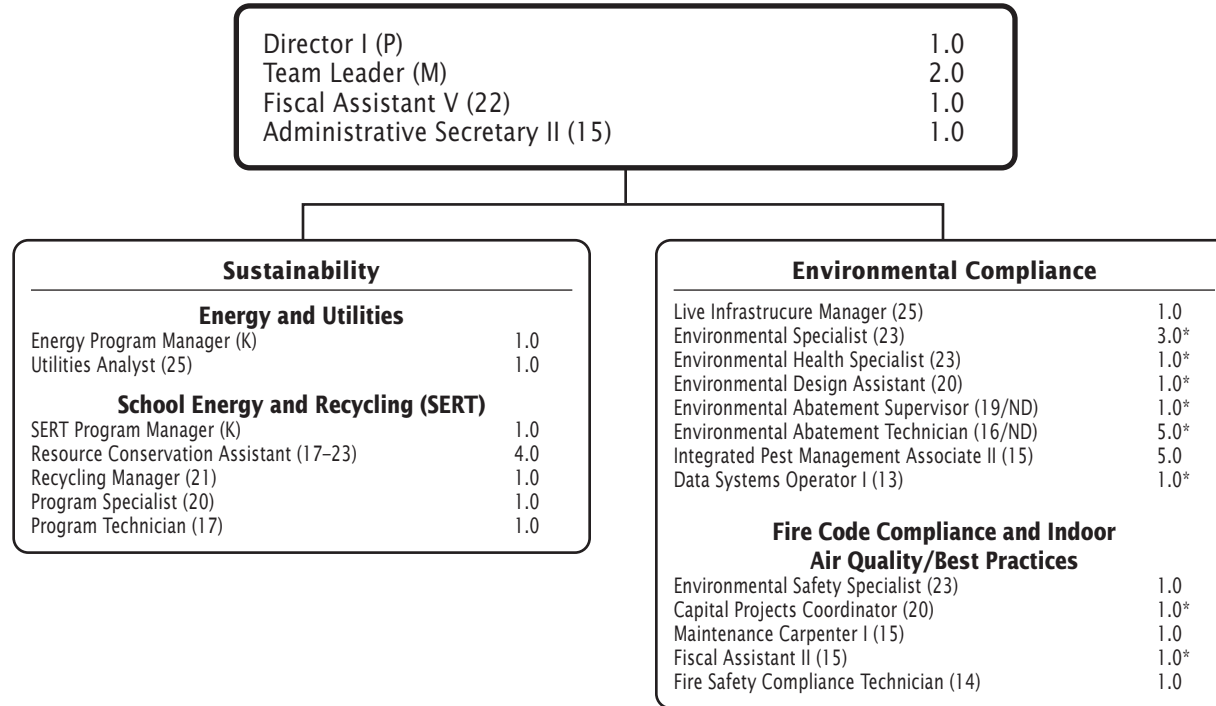 Director I (P) 1.0
Team Leader (M) 2.0
Fiscal Assistant V (22) 1.0
Administrative Secretary II (15) 1.0
Sustainability
Energy and Utilities
Energy Program Manager (K) 1.0
Utilities Analyst (25) 1.0
School Energy and Recycling (SERT)
SERT Program Manager (K) 1.0
Resource Conservation Assistant (17–23) 4.0
Recycling Manager (21) 1.0
Program Specialist (20) 1.0
Program Technician (17) 1.0
Environmental Compliance
Live Infrastrucure Manager (25) 1.0
Environmental Specialist (23) 3.0*
Environmental Health Specialist (23) 1.0*
Environmental Design Assistant (20) 1.0*
Environmental Abatement Supervisor (19/ND) 1.0*
Environmental Abatement Technician (16/ND) 5.0*
Integrated Pest Management Associate II (15) 5.0
Data Systems Operator I (13) 1.0*
Fire Code Compliance and Indoor
Air Quality/Best Practices
Environmental Safety Specialist (23) 1.0
Capital Projects Coordinator (20) 1.0*
Maintenance Carpenter I (15) 1.0
Fiscal Assistant II (15) 1.0*
Fire Safety Compliance Technician (14) 1.0